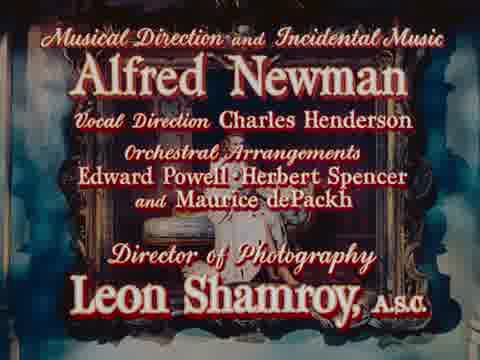 Musical Direction and Incidental Music
Alfred Newman
Vocal Direction Charles Henderson
Orchestral Arrangements
Edward Powell, Herbert Spencer
and Maurice dePackh
Director of Photography
Leon Shamroy, A.S.C.